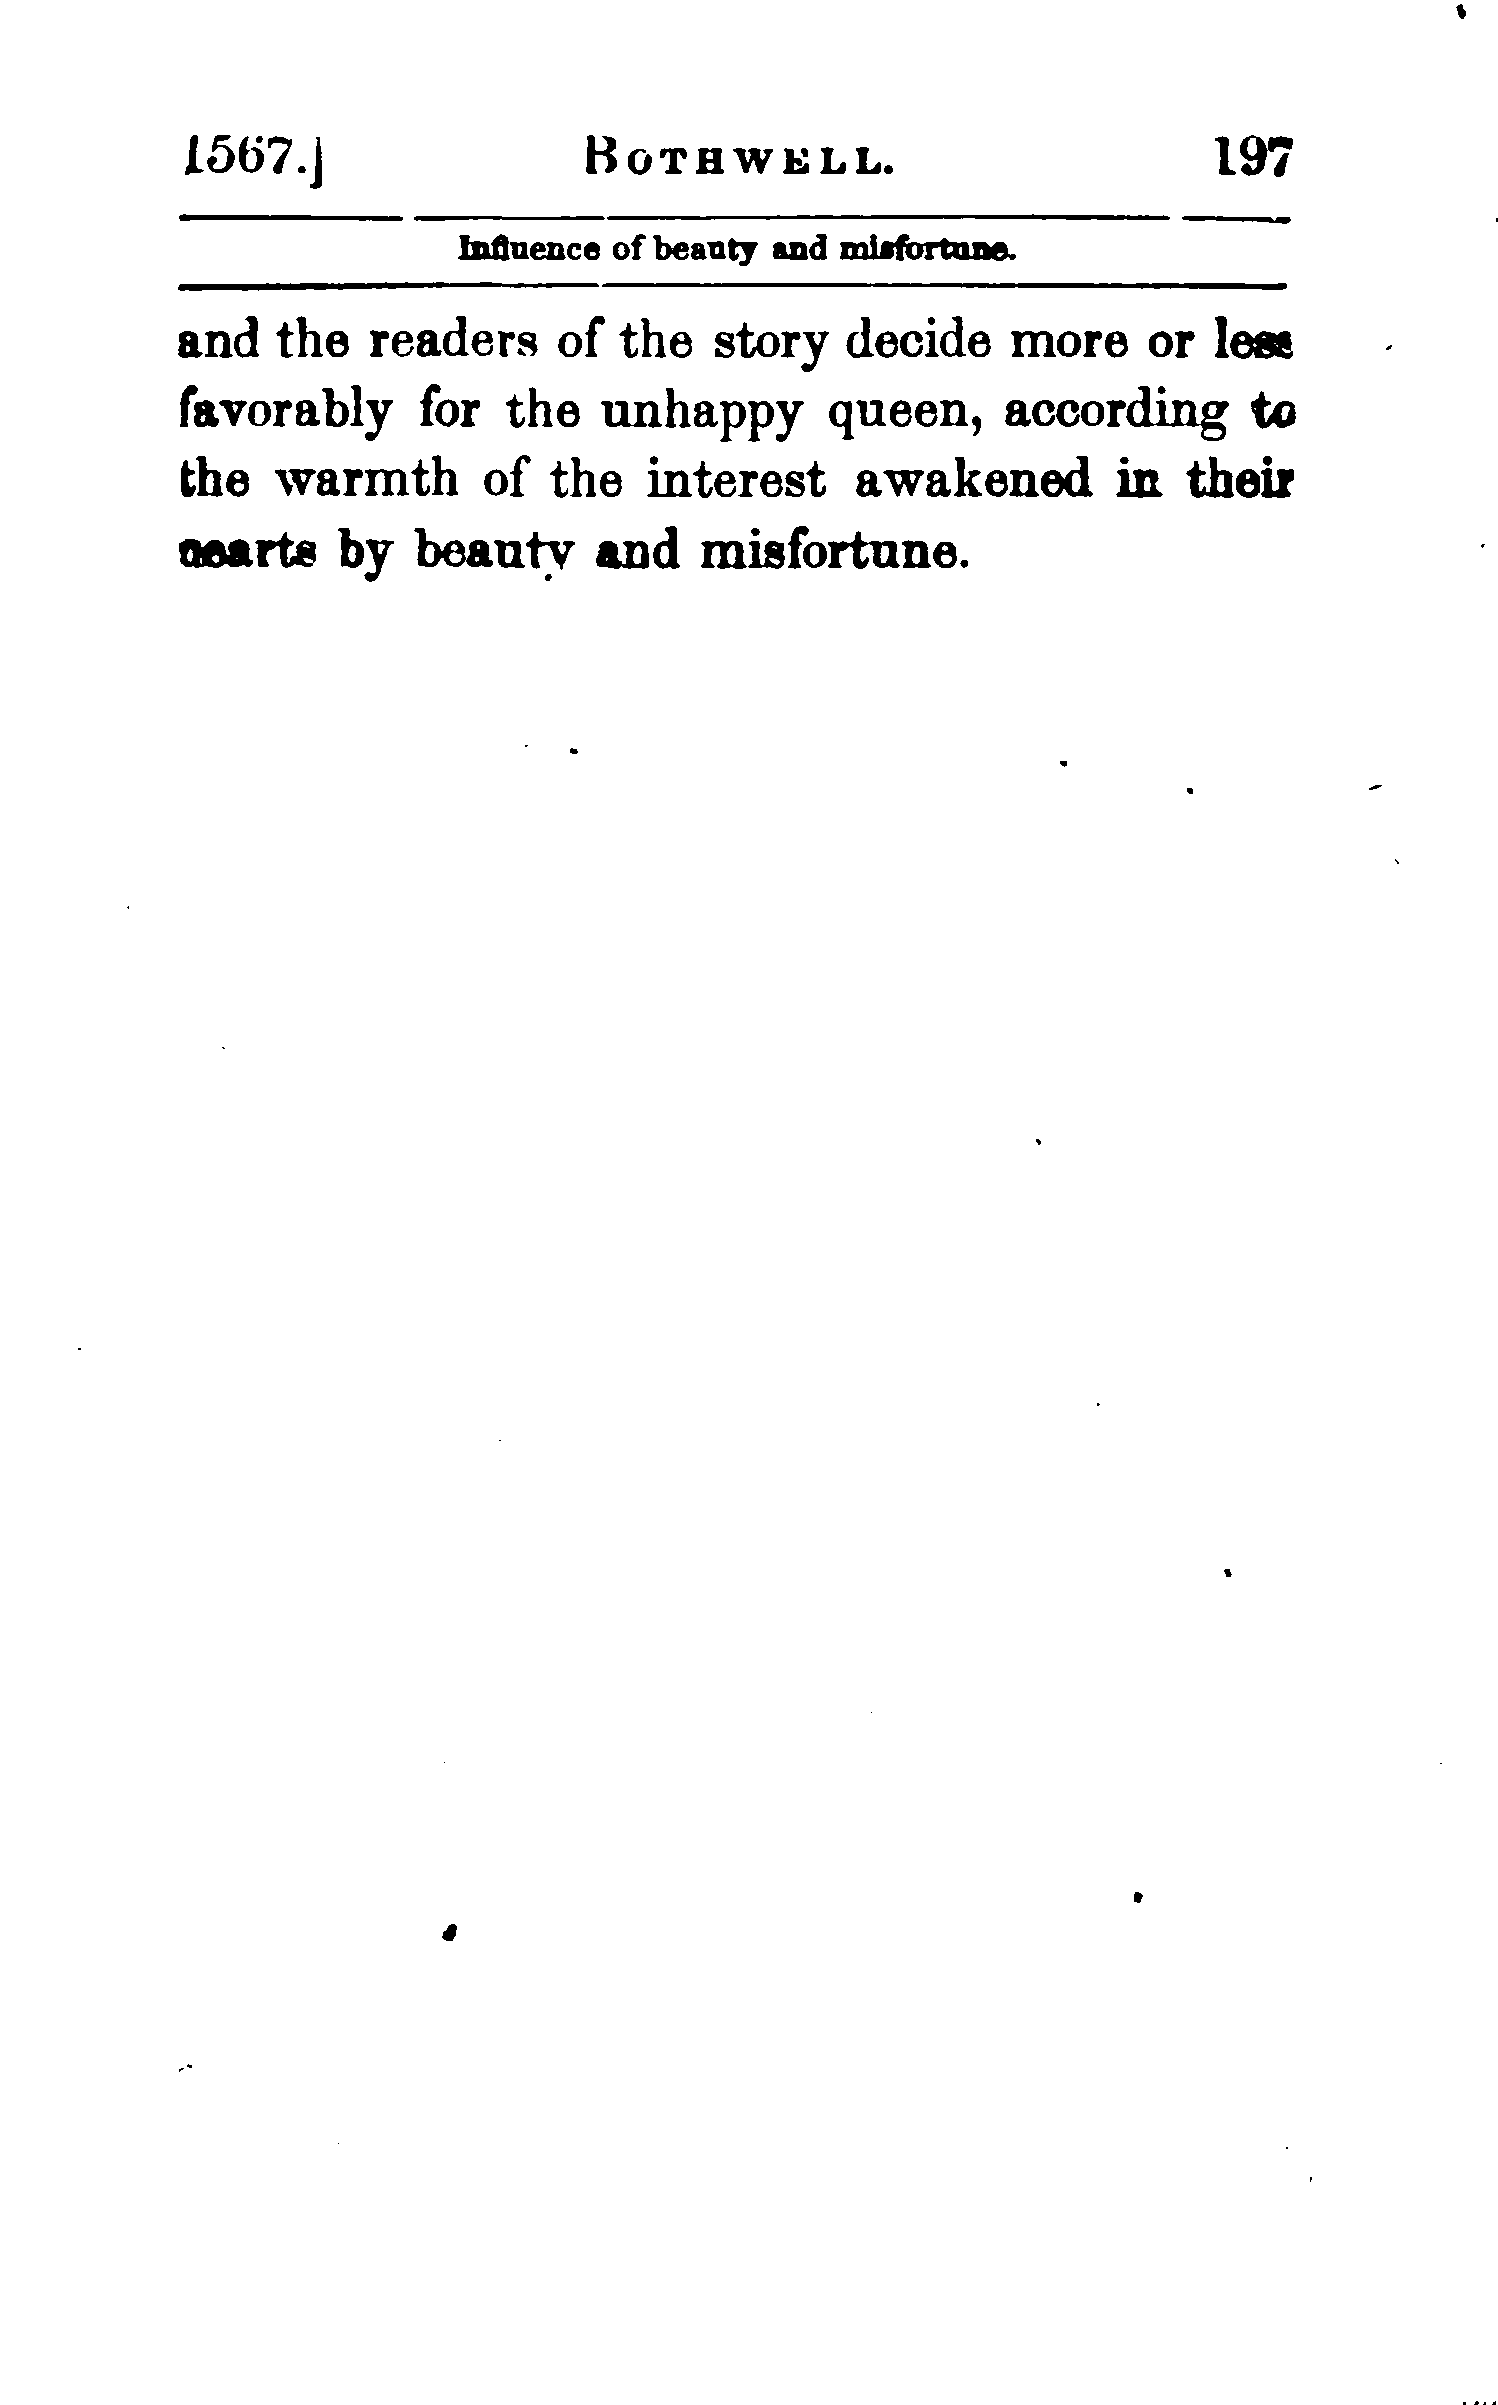 1567.] BOTHWELL. 197
Influence of beauty and misfortune.
and the readers of the story decide more or less
favorably for the unhappy queen, according to
the warmth of the interest awakened in their
hearts by beauty and misfortune.